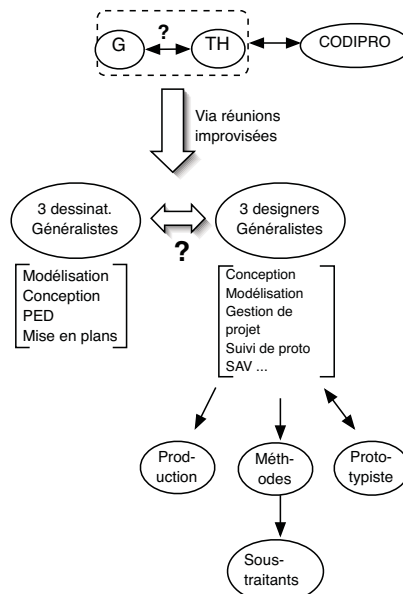 ?
G
TH
CODIPRO
Via réunions
improvisées
3 dessinat.
Généralistes
?
3 designers
Généralistes
Modélisation
Conception
PED
Mise en plans
Conception
Modélisation
Gestion de
projet
Suivi de proto
SAV ...
Prod-
uction
Méth-
odes
Proto-
typiste
Sous-
traitants